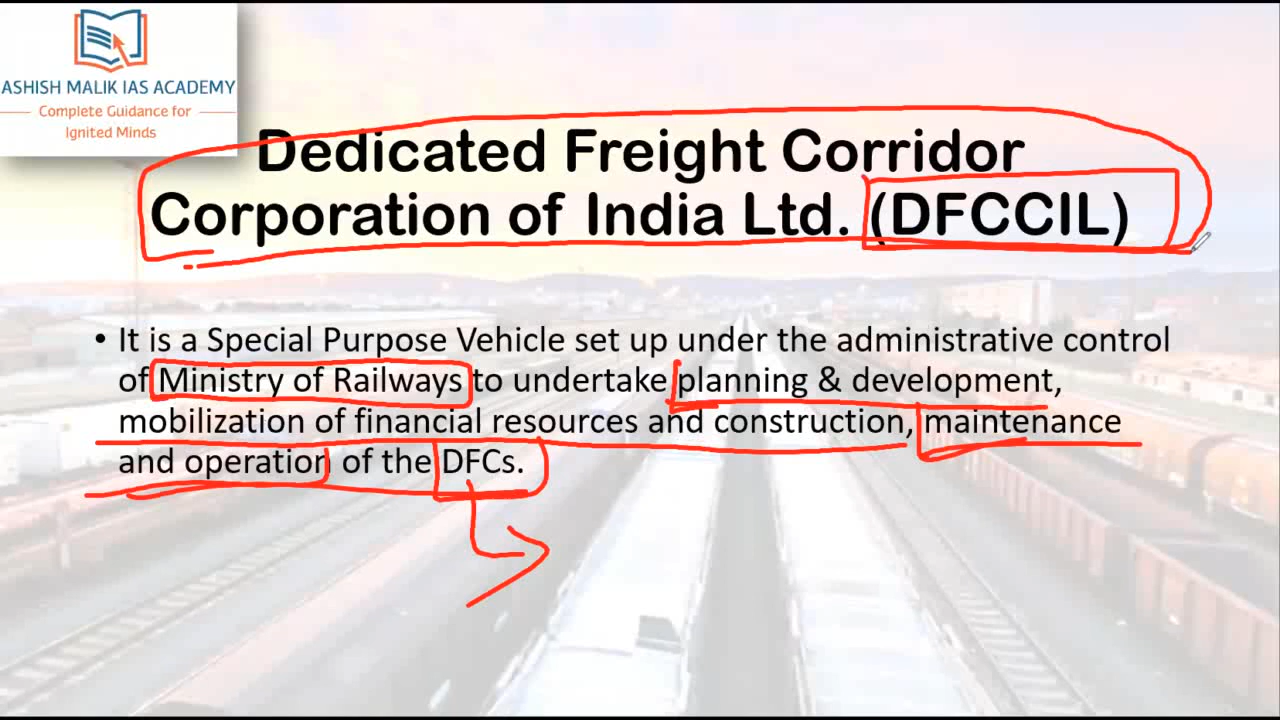 ASHISH MALIK IAS ACADEMY
Complete Guidance for
Ignited Minds
Dedicated Freight Corridor
Corporation of India Ltd. (DFCCIL)
• It is a Special Purpose Vehicle set up under the administrative control
of Ministry of Railways to undertake planning & development,
mobilization of financial resources and construction, maintenance
and operation of the DFCs.